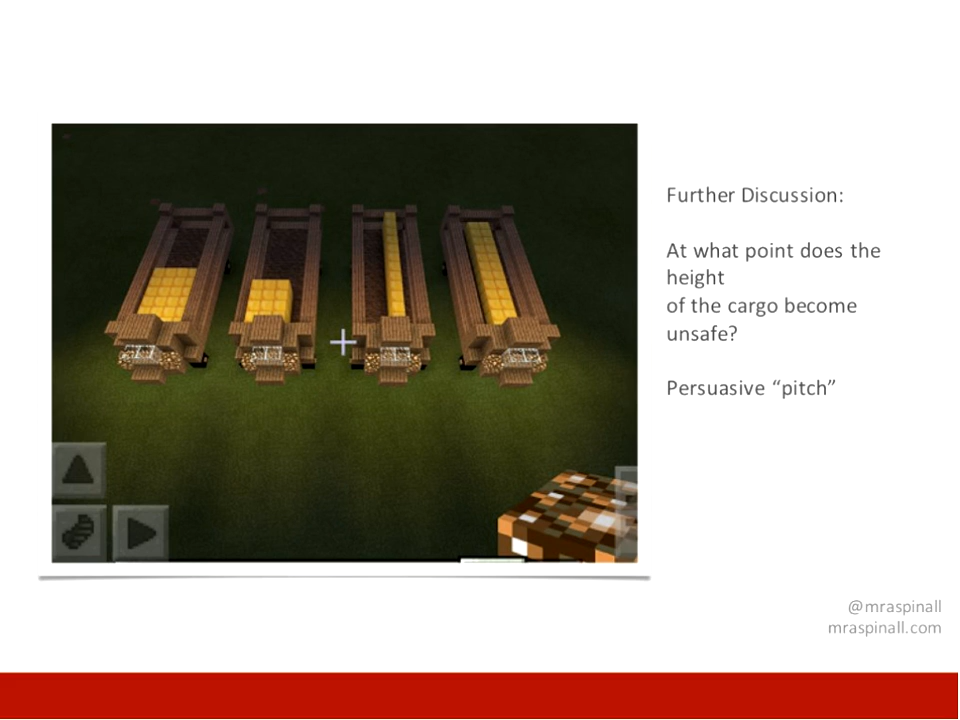 Further Discussion:
At what point does the
height
of the cargo become
unsafe?
Persuasive “pitch”
@mraspinall
mraspinall.com